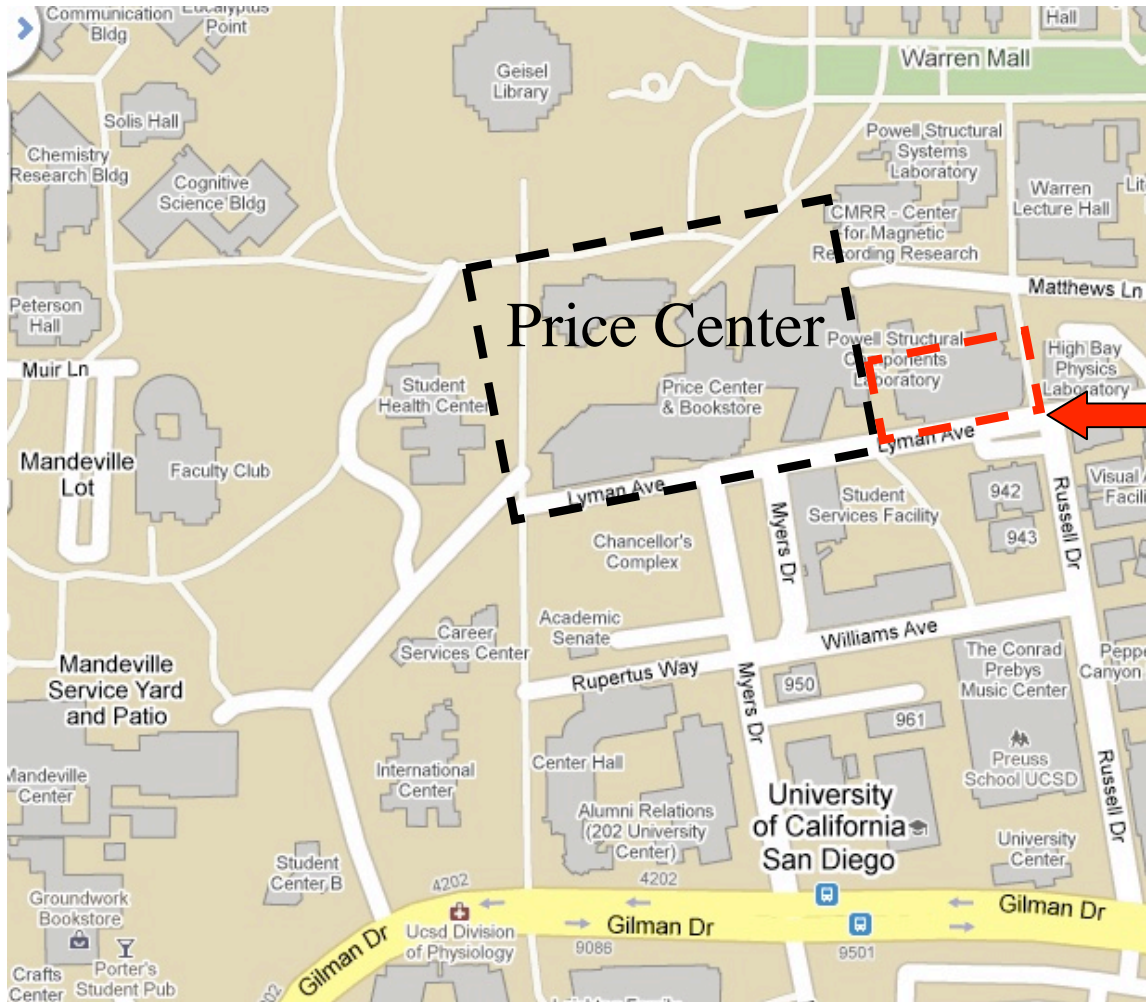 Communication
Bldg
Eucalyptus
Point
Hall
Geisel
Library
Warren Mall
Solis Hall
Chemistry
Research Bldg
Cognitive
Science Bldg
Powell Structural
Systems
Laboratory
Warren
Lecture Hall
CMRR - Center
for Magnetic
Recording Research
Matthews Ln
Peterson
Hall
Muir Ln
Price Center
Powell Structural
Components
Laboratory
High Bay
Physics
Laboratory
Student
Health Center
Price Center
& Bookstore
Mandeville
Lot
Faculty Club
Lyman Ave
Lyman Ave
Student
Services Facility
942
943
Russell Dr
Visual
Myers Dr
Chancellor's
Complex
Academic
Senate
Career
Services Center
Williams Ave
Rupertus Way
Myers Dr
950
961
The Conrad
Prebys
Music Center
Canyon
Mandeville
Service Yard
and Patio
Preuss
School UCSD
Russell Dr
Mandeville
Center
International
Center
Center Hall
Alumni Relations
(202 University
Center)
University
of California
San Diego
University
Center
Student
Center B
Groundwork
Bookstore
4202
4202
Gilman Dr
Gilman Dr
Gilman Dr
Ucsd Division
of Physiology
9086
9501
Crafts
Center
Porter's
Student Pub